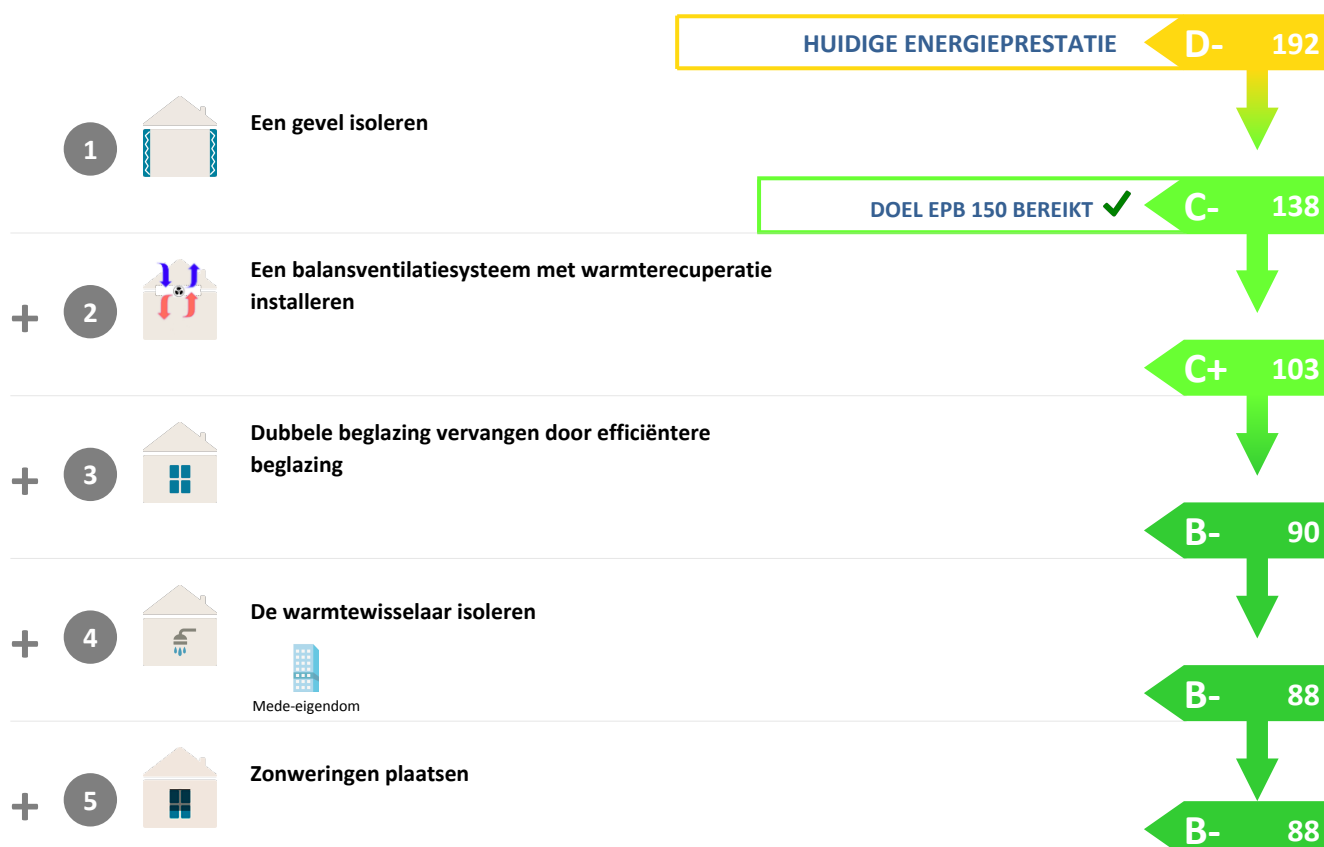 HUIDIGE ENERGIEPRESTATIE D- 192
1 Een gevel isoleren
DOEL EPB 150 BEREIKT ✓ C- 138
+ 2 Een balansventilatiesysteem met warmterecuperatie
installeren
C+ 103
+ 3 Dubbele beglazing vervangen door efficiëntere
beglazing
B- 90
+ 4 De warmtewisselaar isoleren
Mede-eigendom
B- 88
+ 5 Zonweringen plaatsen
B- 88